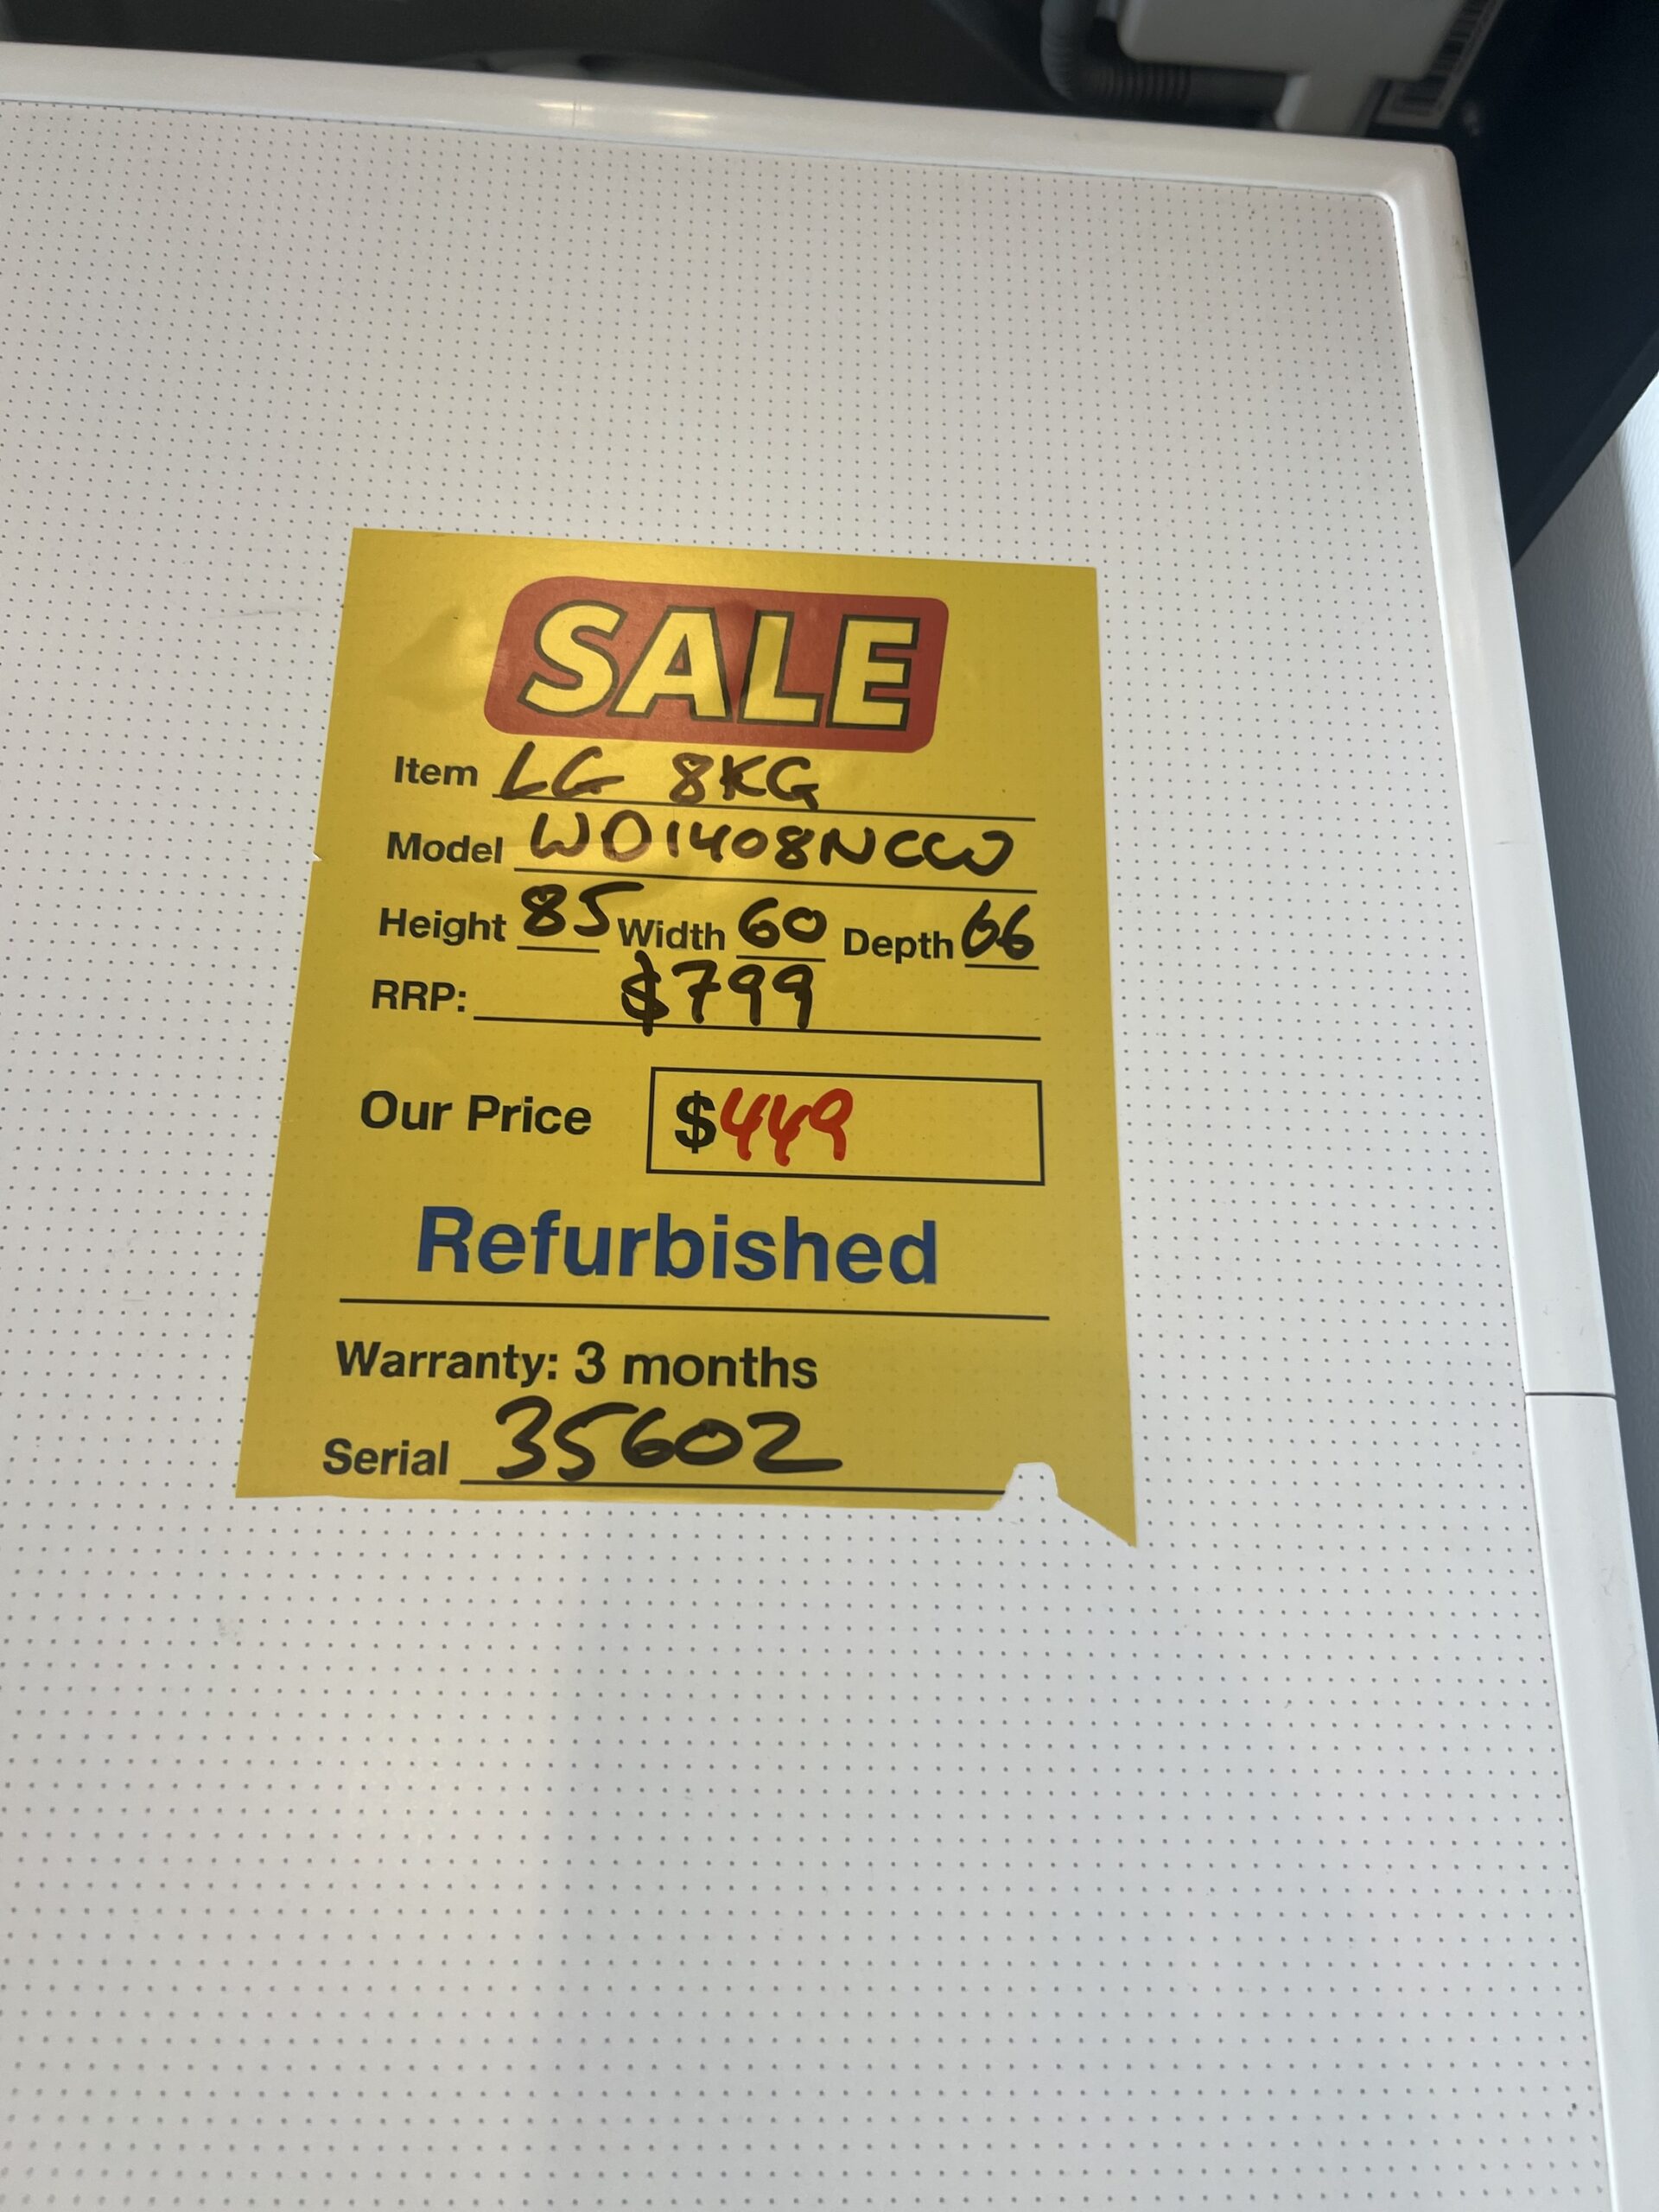 SALE
Item LG 8KG
Model WD1408NCW
Height 85 Width 60 Depth 66
RRP: $799
Our Price $449
Refurbished
Warranty: 3 months
Serial 35602